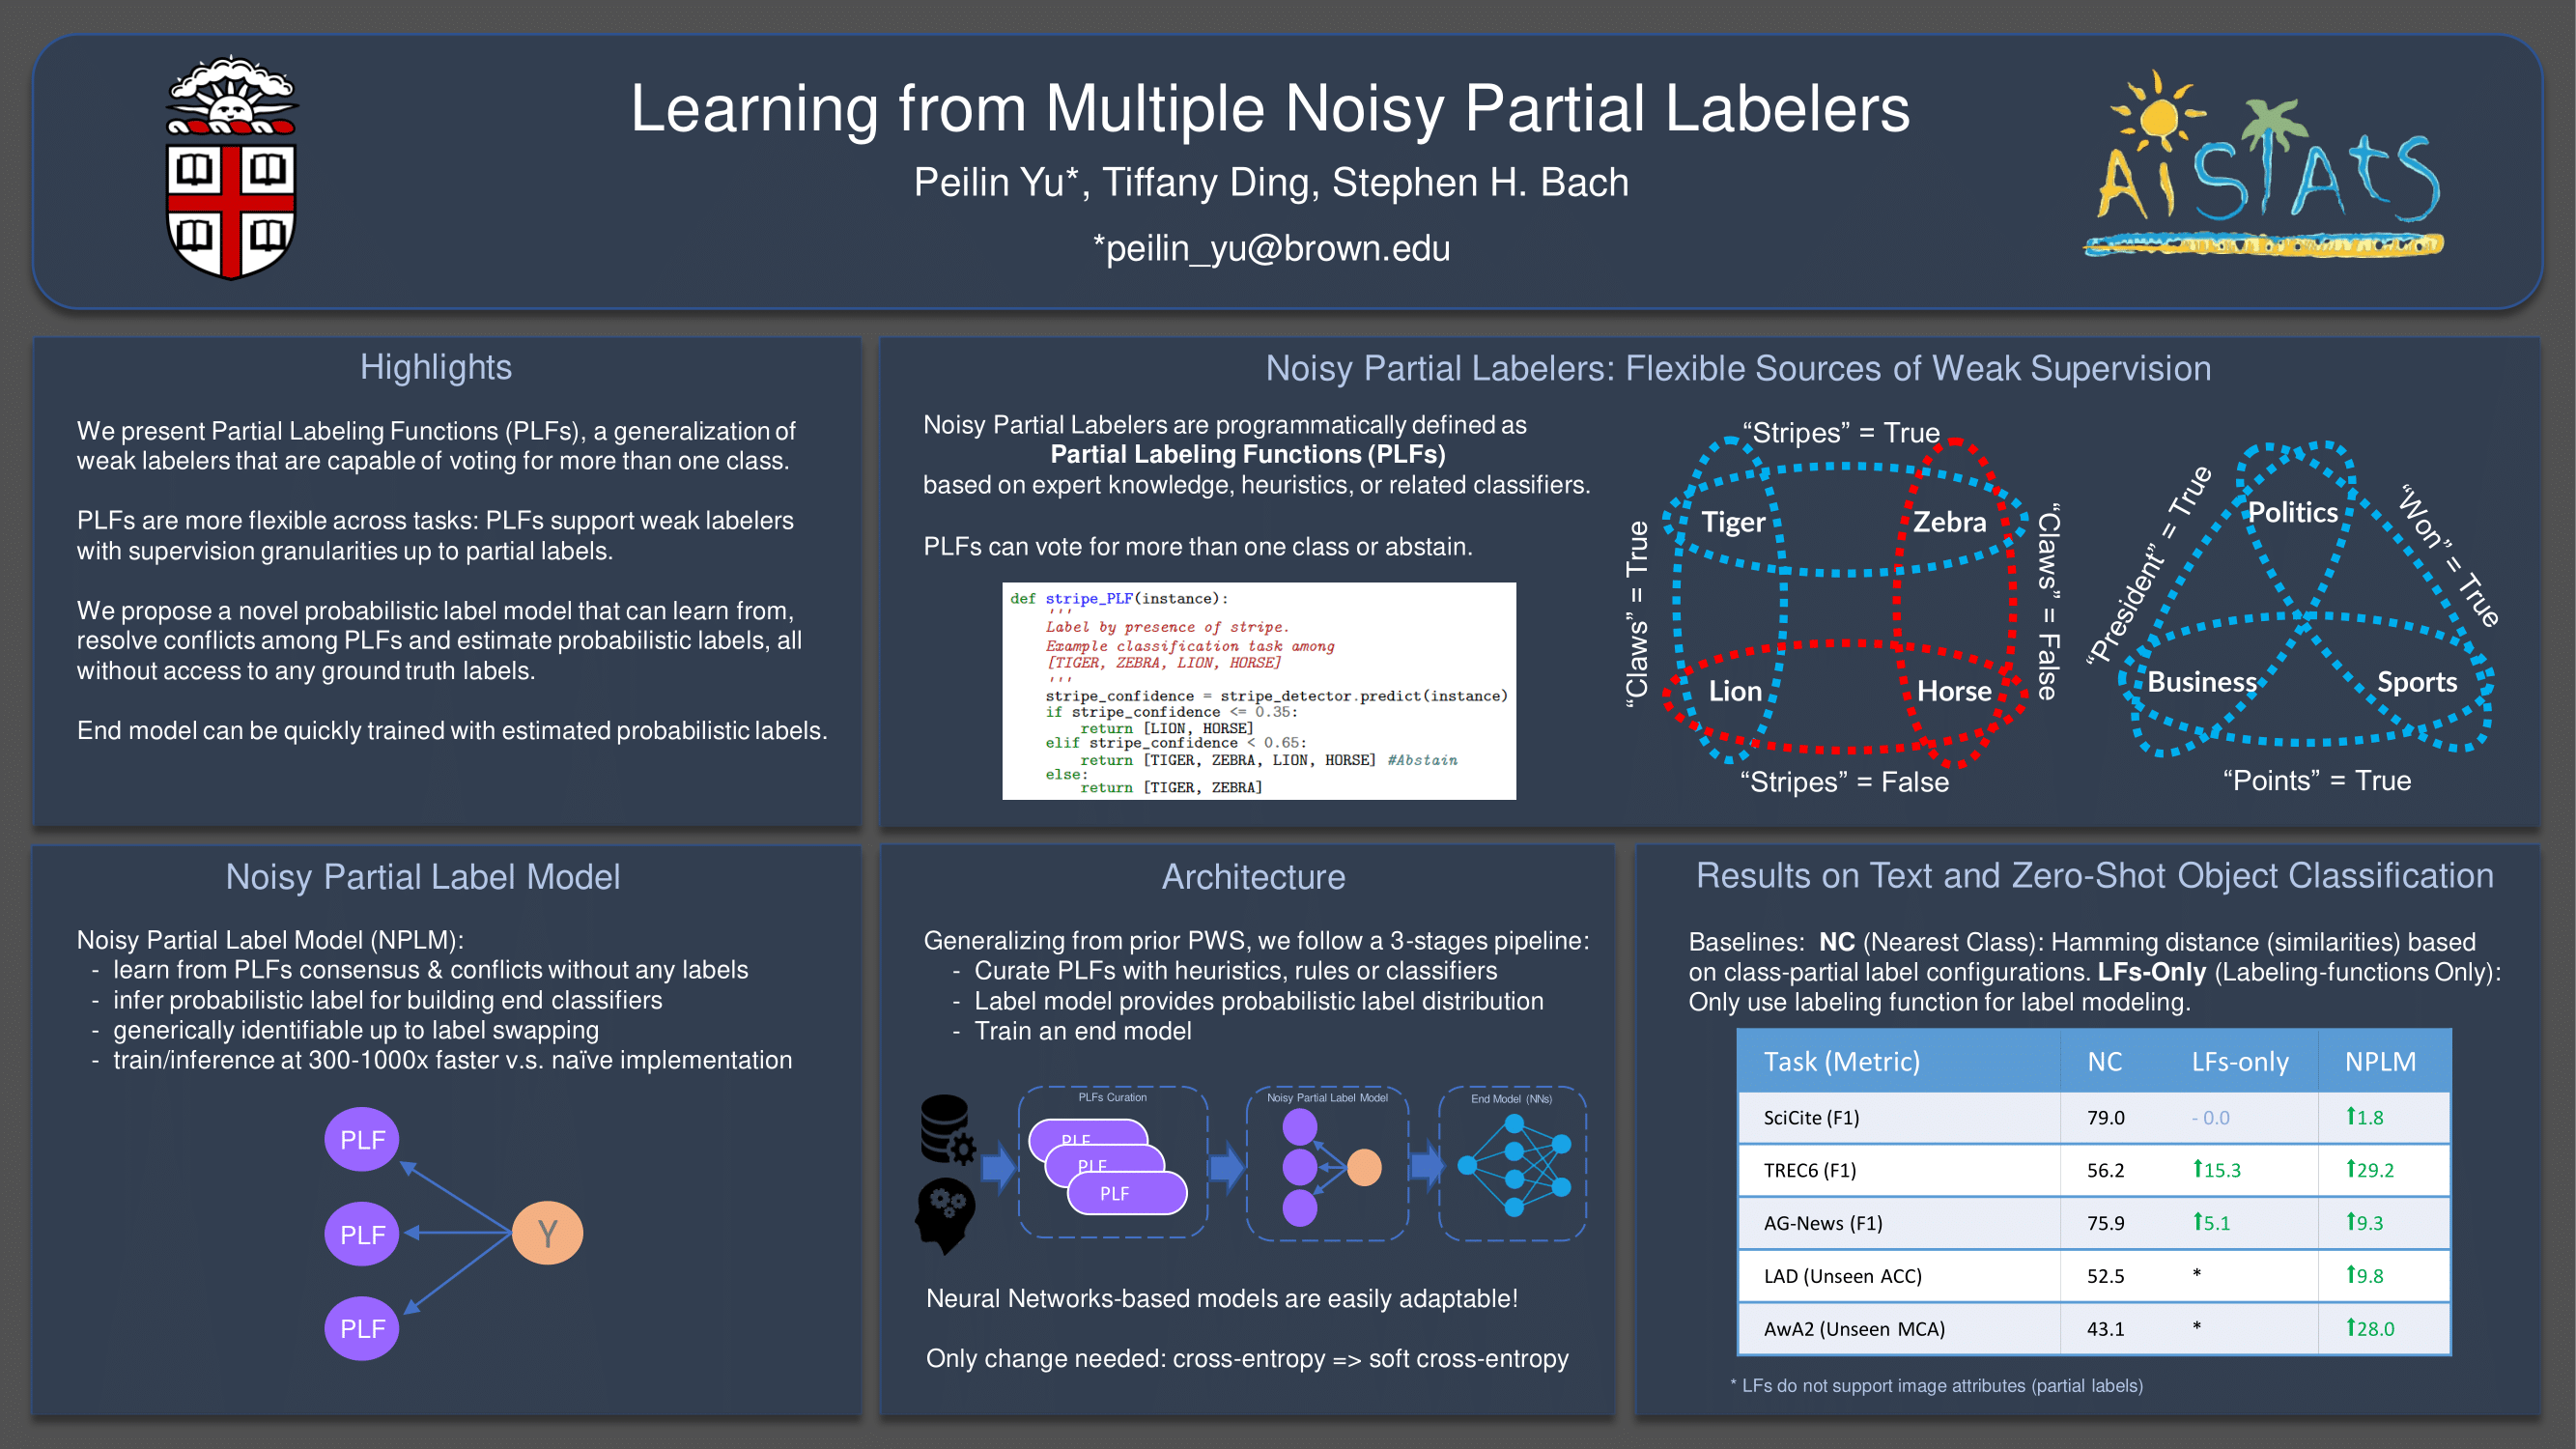 Learning from Multiple Noisy Partial Labelers
Peilin Yu*, Tiffany Ding, Stephen H. Bach
*peilin_yu@brown.edu
AISTATS
Highlights
We present Partial Labeling Functions (PLFs), a generalization of
weak labelers that are capable of voting for more than one class.
PLFs are more flexible across tasks: PLFs support weak labelers
with supervision granularities up to partial labels.
We propose a novel probabilistic label model that can learn from,
resolve conflicts among PLFs and estimate probabilistic labels, all
without access to any ground truth labels.
End model can be quickly trained with estimated probabilistic labels.
Noisy Partial Labelers: Flexible Sources of Weak Supervision
Noisy Partial Labelers are programmatically defined as
Partial Labeling Functions (PLFs)
based on expert knowledge, heuristics, or related classifiers.
PLFs can vote for more than one class or abstain.
def stripe_PLF(instance):
'''
Label by presence of stripe.
Example classification task among
[TIGER, ZEBRA, LION, HORSE]
'''
stripe_confidence = stripe_detector.predict(instance)
if stripe_confidence <= 0.35:
return [LION, HORSE]
elif stripe_confidence < 0.65:
return [TIGER, ZEBRA, LION, HORSE] #Abstain
else:
return [TIGER, ZEBRA]
“Stripes” = True
“Claws” = True
Tiger
Zebra
“Claws” = False
Lion
Horse
“Stripes” = False
“President” = True
Politics
“Won” = True
Business
Sports
“Points” = True
Noisy Partial Label Model
Noisy Partial Label Model (NPLM):
- learn from PLFs consensus & conflicts without any labels
- infer probabilistic label for building end classifiers
- generically identifiable up to label swapping
- train/inference at 300-1000x faster v.s. naïve implementation
PLF
PLF
Y
PLF
Architecture
Generalizing from prior PWS, we follow a 3-stages pipeline:
- Curate PLFs with heuristics, rules or classifiers
- Label model provides probabilistic label distribution
- Train an end model
PLFs Curation
PLF
PLF
PLF
Noisy Partial Label Model
End Model (NNs)
Neural Networks-based models are easily adaptable!
Only change needed: cross-entropy => soft cross-entropy
Results on Text and Zero-Shot Object Classification
Baselines: NC (Nearest Class): Hamming distance (similarities) based
on class-partial label configurations. LFs-Only (Labeling-functions Only):
Only use labeling function for label modeling.
Task (Metric) NC LFs-only NPLM
SciCite (F1) 79.0 - 0.0 ⬆1.8
TREC6 (F1) 56.2 ⬆15.3 ⬆29.2
AG-News (F1) 75.9 ⬆5.1 ⬆9.3
LAD (Unseen ACC) 52.5 * ⬆9.8
AwA2 (Unseen MCA) 43.1 * ⬆28.0
* LFs do not support image attributes (partial labels)